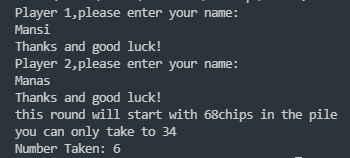 Player 1,please enter your name:
Mansi
Thanks and good luck!
Player 2,please enter your name:
Manas
Thanks and good luck!
this round will start with 68chips in the pile
you can only take to 34
Number Taken: 6